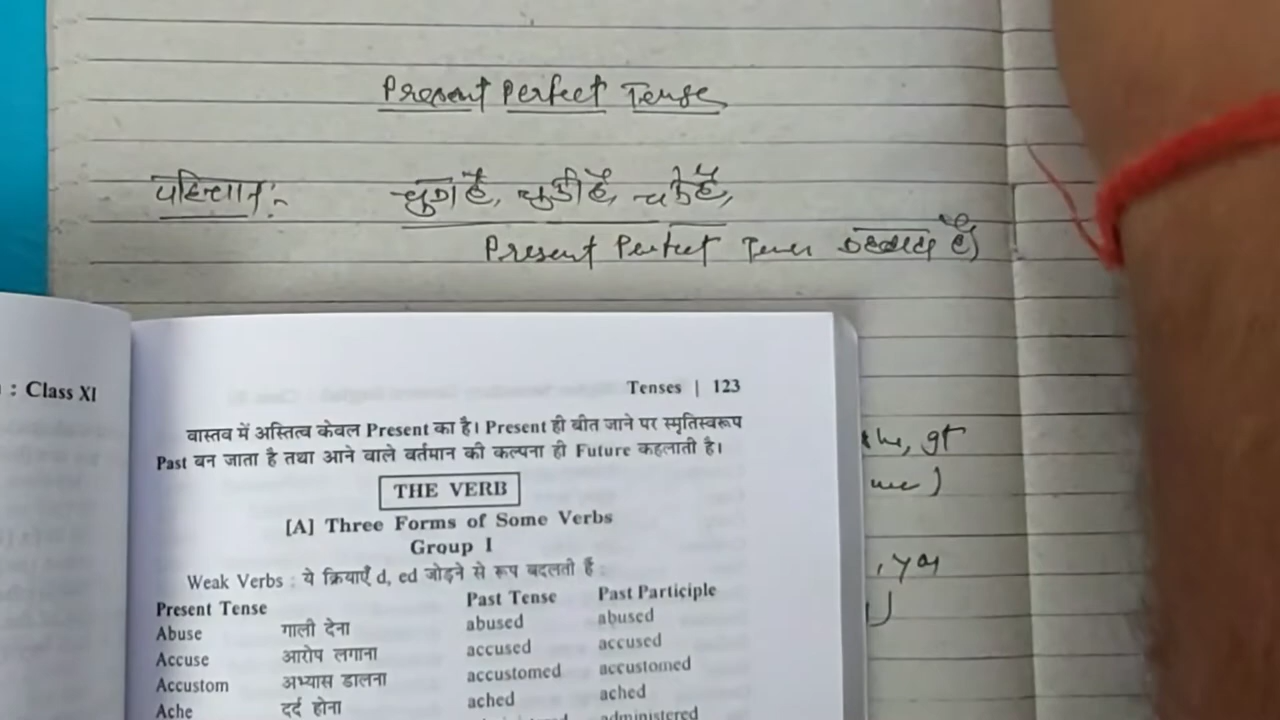 Present Perfect Tense
पहिचान :- चुका है, चुकी है, चुके हैं,
Present Perfect Tense कहलाता है)
: Class XI
Tenses | 123
वास्तव में अस्तित्व केवल Present का है। Present ही बीत जाने पर स्मृतिस्वरूप
Past बन जाता है तथा आने वाले वर्तमान की कल्पना ही Future कहलाती है।
THE VERB
[A] Three Forms of Some Verbs
Group I
Weak Verbs : ये क्रियाएँ d, ed जोड़ने से रूप बदलती हैं :
Present Tense Past Tense Past Participle
Abuse गाली देना abused abused
Accuse आरोप लगाना accused accused
Accustom अभ्यास डालना accustomed accustomed
Ache दर्द होना ached ached
administered